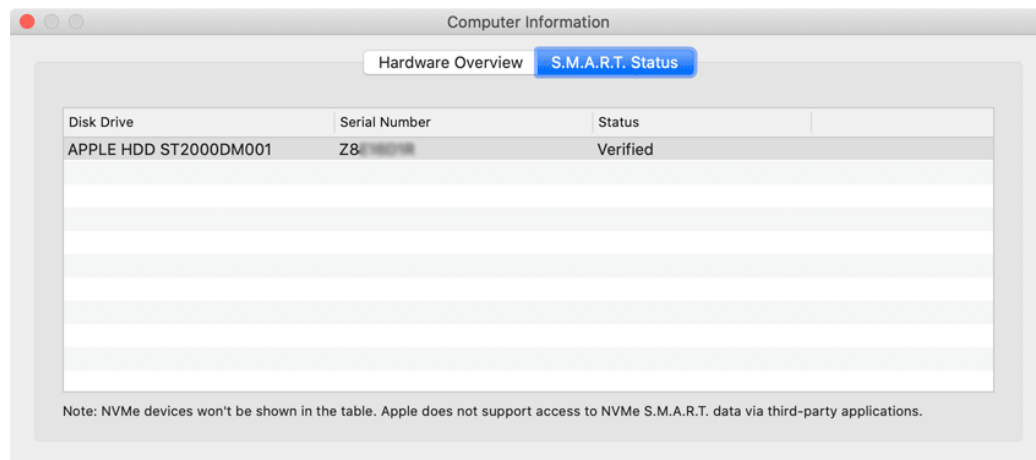 Computer Information
Hardware Overview S.M.A.R.T. Status
Disk Drive Serial Number Status
APPLE HDD ST2000DM001 Z8 Verified
Note: NVMe devices won't be shown in the table. Apple does not support access to NVMe S.M.A.R.T. data via third-party applications.